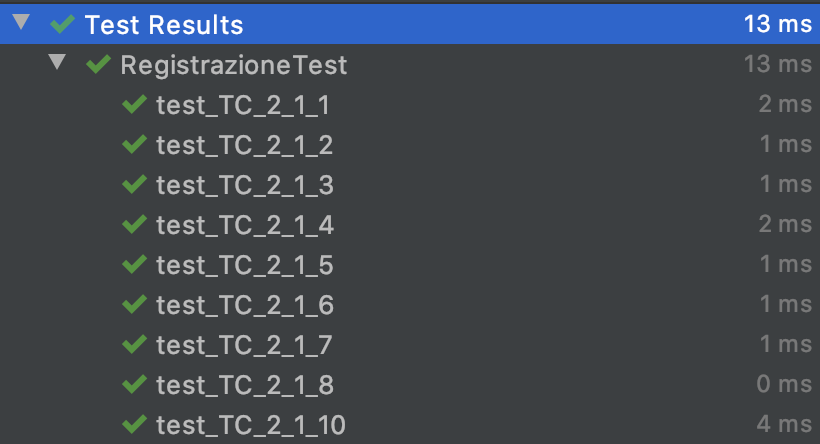 Test Results 13 ms
RegistrazioneTest 13 ms
test_TC_2_1_1 2 ms
test_TC_2_1_2 1 ms
test_TC_2_1_3 1 ms
test_TC_2_1_4 2 ms
test_TC_2_1_5 1 ms
test_TC_2_1_6 1 ms
test_TC_2_1_7 1 ms
test_TC_2_1_8 0 ms
test_TC_2_1_10 4 ms